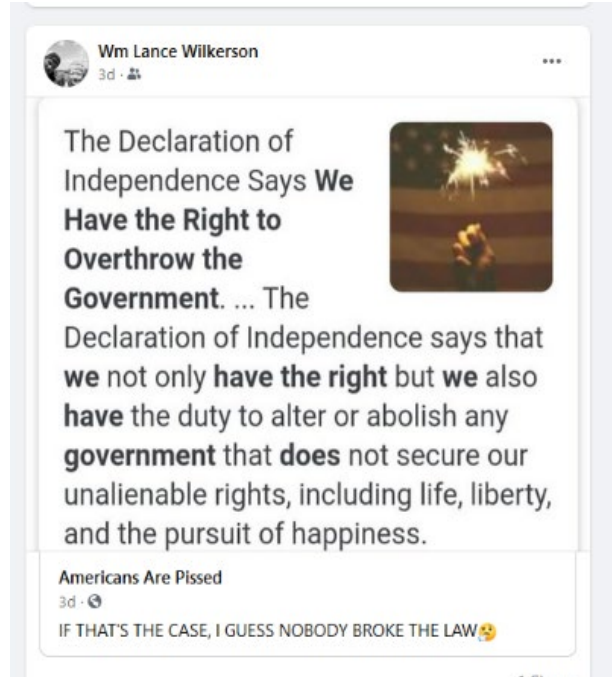 Wm Lance Wilkerson
3d ·
The Declaration of
Independence Says We
Have the Right to
Overthrow the
Government. ... The
Declaration of Independence says that
we not only have the right but we also
have the duty to alter or abolish any
government that does not secure our
unalienable rights, including life, liberty,
and the pursuit of happiness.
Americans Are Pissed
3d ·
IF THAT'S THE CASE, I GUESS NOBODY BROKE THE LAW🤔